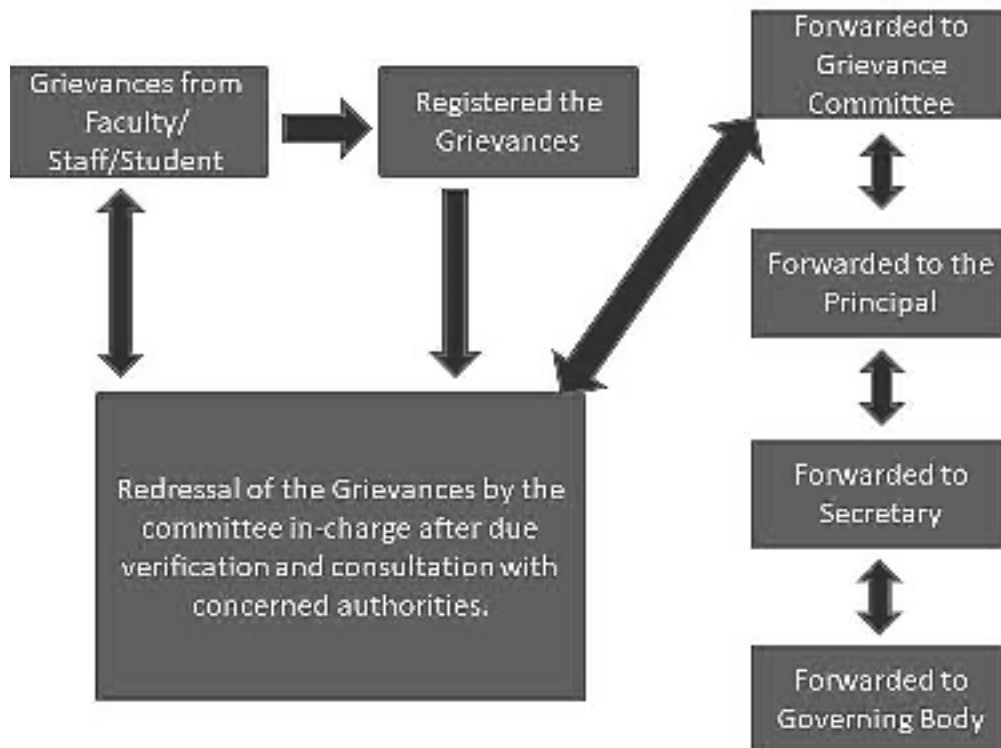 Grievances from
Faculty/
Staff/Student
Registered the
Grievances
Forwarded to
Grievance
Committee
Forwarded to the
Principal
Redressal of the Grievances by the
committee in-charge after due
verification and consultation with
concerned authorities.
Forwarded to
Secretary
Forwarded to
Governing Body